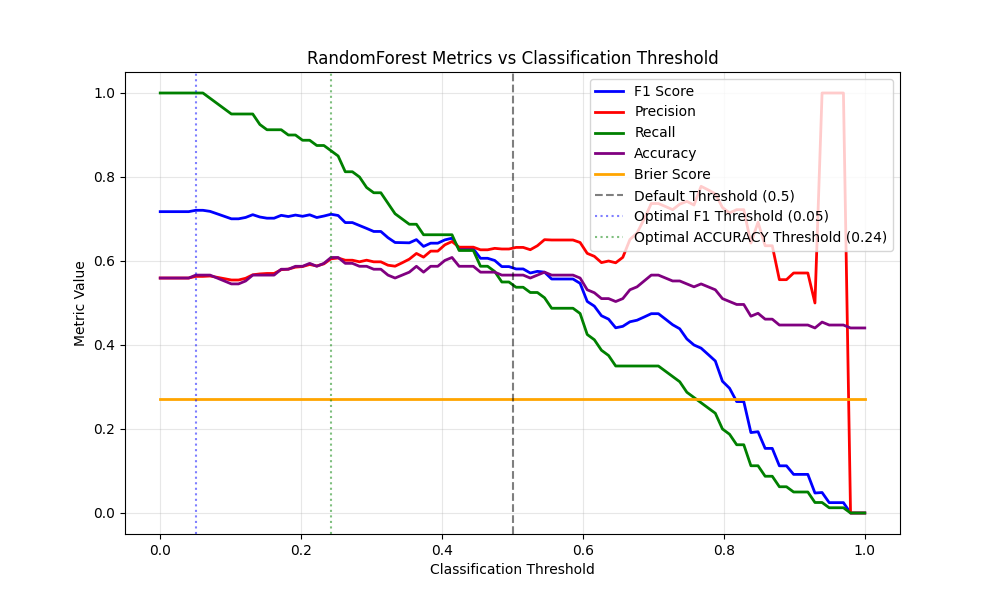 RandomForest Metrics vs Classification Threshold
Metric Value
1.0
0.8
0.6
0.4
0.2
0.0
F1 Score
Precision
Recall
Accuracy
Brier Score
Default Threshold (0.5)
Optimal F1 Threshold (0.05)
Optimal ACCURACY Threshold (0.24)
0.0 0.2 0.4 0.6 0.8 1.0
Classification Threshold